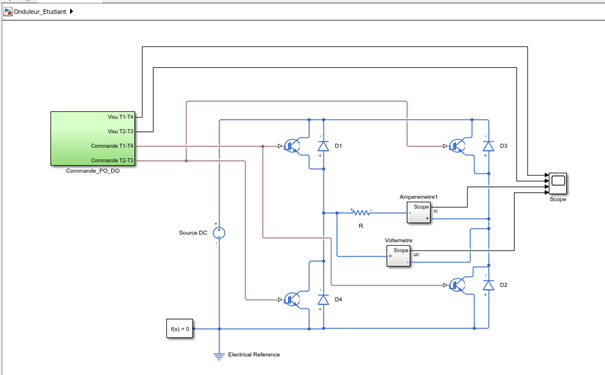 Onduleur_Etudiant
Visu T1-T4
Visu T2-T3
Commande T1-T4
Commande T2-T3
Commande_PO_DO
D1
D3
Scope
Amperemetre1
Scope
ic
R
Source DC
Voltemetre
Scope
uc
D4
D2
f(x) = 0
Electrical Reference